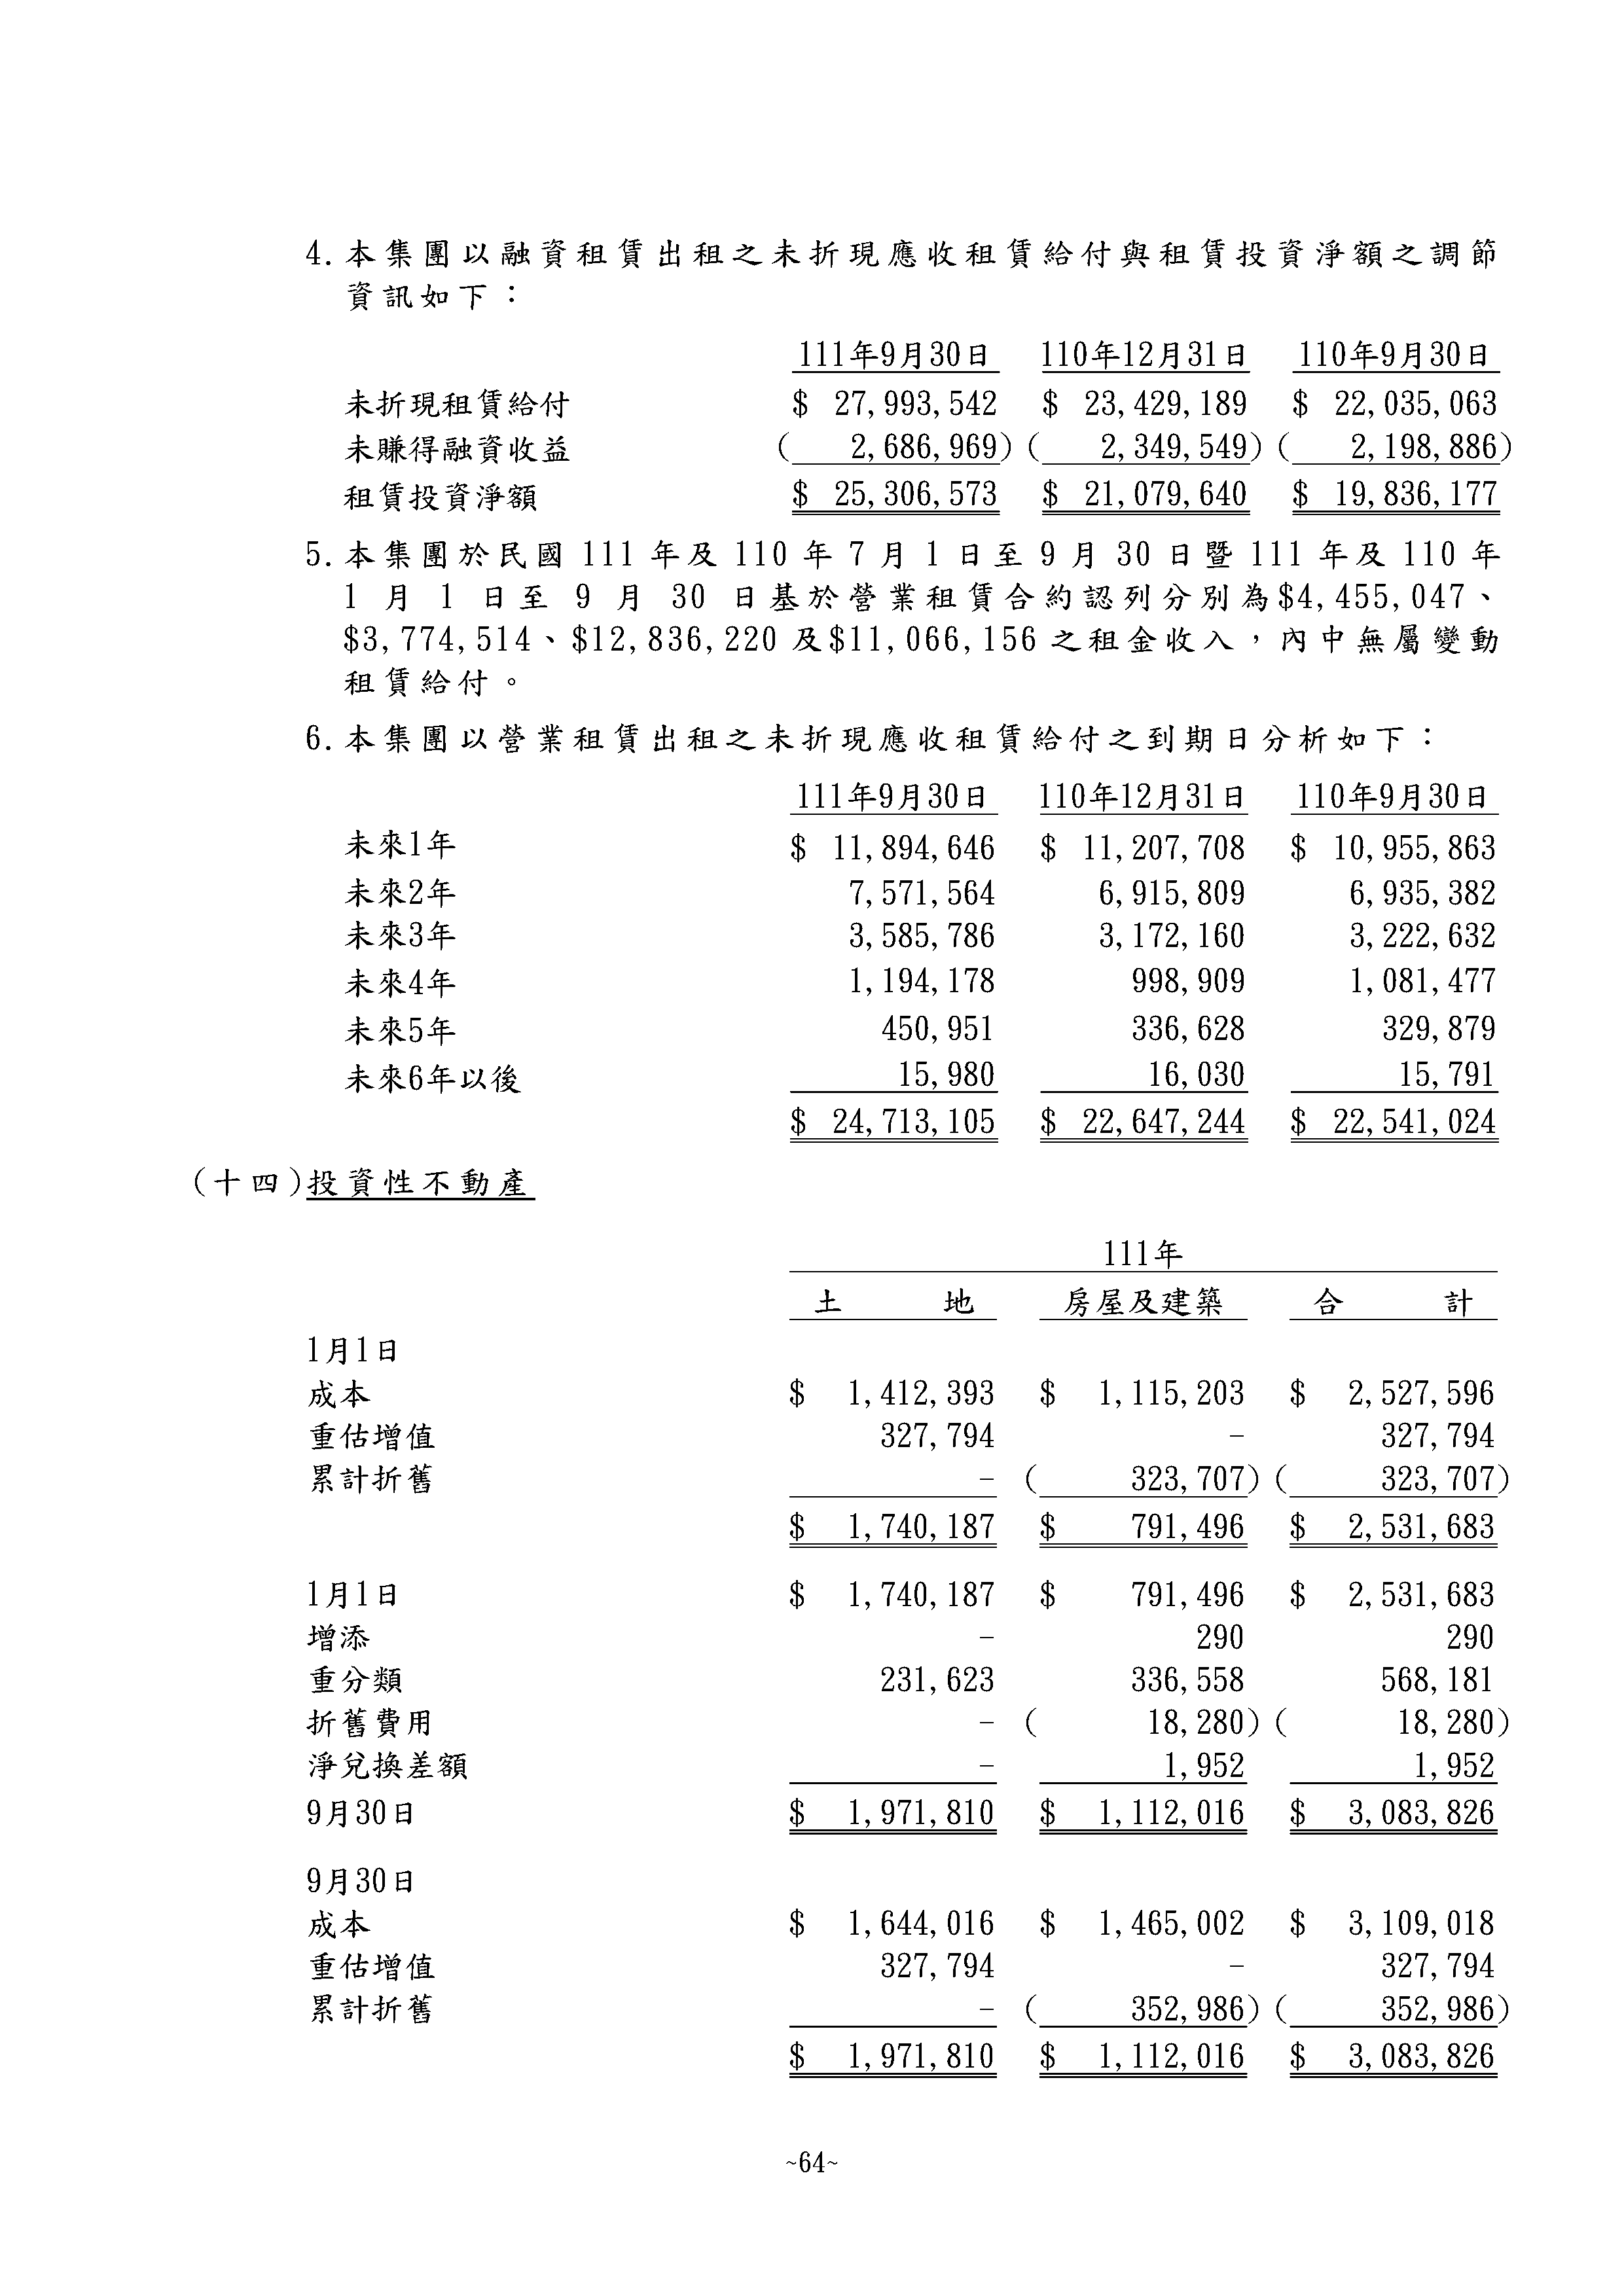 4. 本集團以融資租賃出租之未折現應收租賃給付與租賃投資淨額之調節
資訊如下：
111年9月30日 110年12月31日 110年9月30日
未折現租賃給付 $ 27,993,542 $ 23,429,189 $ 22,035,063
未賺得融資收益 ( 2,686,969) ( 2,349,549) ( 2,198,886)
租賃投資淨額 $ 25,306,573 $ 21,079,640 $ 19,836,177
5. 本集團於民國 111 年及 110 年 7 月 1 日至 9 月 30 日暨 111 年及 110 年
1 月 1 日至 9 月 30 日基於營業租賃合約認列分別為$4,455,047、
$3,774,514、$12,836,220 及$11,066,156 之租金收入，內中無屬變動
租賃給付。
6. 本集團以營業租賃出租之未折現應收租賃給付之到期日分析如下：
111年9月30日 110年12月31日 110年9月30日
未來1年 $ 11,894,646 $ 11,207,708 $ 10,955,863
未來2年 7,571,564 6,915,809 6,935,382
未來3年 3,585,786 3,172,160 3,222,632
未來4年 1,194,178 998,909 1,081,477
未來5年 450,951 336,628 329,879
未來6年以後 15,980 16,030 15,791
$ 24,713,105 $ 22,647,244 $ 22,541,024
(十四)投資性不動產
111年
土 地 房屋及建築 合 計
1月1日
成本 $ 1,412,393 $ 1,115,203 $ 2,527,596
重估增值 327,794 - 327,794
累計折舊 - ( 323,707) ( 323,707)
$ 1,740,187 $ 791,496 $ 2,531,683
1月1日 $ 1,740,187 $ 791,496 $ 2,531,683
增添 - 290 290
重分類 231,623 336,558 568,181
折舊費用 - ( 18,280) ( 18,280)
淨兌換差額 - 1,952 1,952
9月30日 $ 1,971,810 $ 1,112,016 $ 3,083,826
9月30日
成本 $ 1,644,016 $ 1,465,002 $ 3,109,018
重估增值 327,794 - 327,794
累計折舊 - ( 352,986) ( 352,986)
$ 1,971,810 $ 1,112,016 $ 3,083,826
~64~